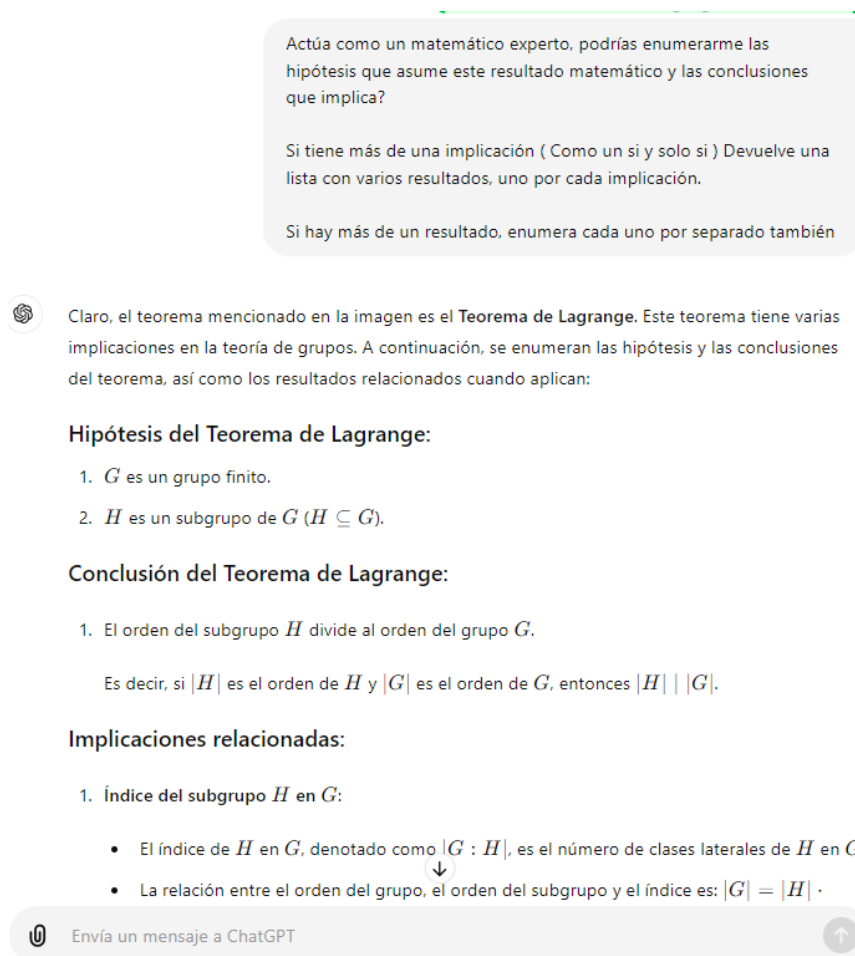 Actúa como un matemático experto, podrías enumerarme las
hipótesis que asume este resultado matemático y las conclusiones
que implica?
Si tiene más de una implicación ( Como un si y solo si ) Devuelve una
lista con varios resultados, uno por cada implicación.
Si hay más de un resultado, enumera cada uno por separado también
Claro, el teorema mencionado en la imagen es el Teorema de Lagrange. Este teorema tiene varias
implicaciones en la teoría de grupos. A continuación, se enumeran las hipótesis y las conclusiones
del teorema, así como los resultados relacionados cuando aplican:
Hipótesis del Teorema de Lagrange:
1. G es un grupo finito.
2. H es un subgrupo de G (H ⊆ G).
Conclusión del Teorema de Lagrange:
1. El orden del subgrupo H divide al orden del grupo G.
Es decir, si |H| es el orden de H y |G| es el orden de G, entonces |H| | |G|.
Implicaciones relacionadas:
1. Índice del subgrupo H en G:
• El índice de H en G, denotado como |G : H|, es el número de clases laterales de H en G
• La relación entre el orden del grupo, el orden del subgrupo y el índice es: |G| = |H| ·
Envía un mensaje a ChatGPT